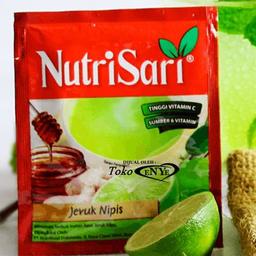 NutriSari®
TINGGI VITAMIN C
SUMBER 6 VITAMIN
DIJUAL OLEH :
Toko ENYE
Jeruk Nipis